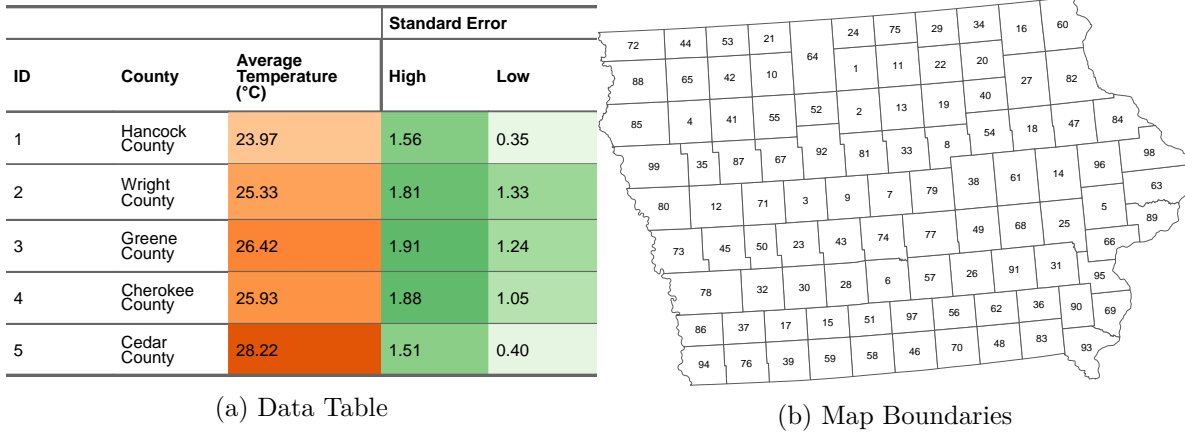 Standard Error
ID County Average Temperature (°C) High Low
1 Hancock County 23.97 1.56 0.35
2 Wright County 25.33 1.81 1.33
3 Greene County 26.42 1.91 1.24
4 Cherokee County 25.93 1.88 1.05
5 Cedar County 28.22 1.51 0.40
(a) Data Table
72 44 53 21 64 24 75 29 34 16 60
88 65 42 10 1 11 22 20 27 82
85 4 41 55 52 2 13 19 40 54 18 47 84
99 35 87 67 92 81 33 8 38 61 14 96 98
80 12 71 3 9 7 79 5 63
73 45 50 23 43 74 77 49 68 25 66 89
78 32 30 28 6 57 26 91 31 95
86 37 17 15 51 97 56 62 36 90 69
94 76 39 59 58 46 70 48 83 93
(b) Map Boundaries